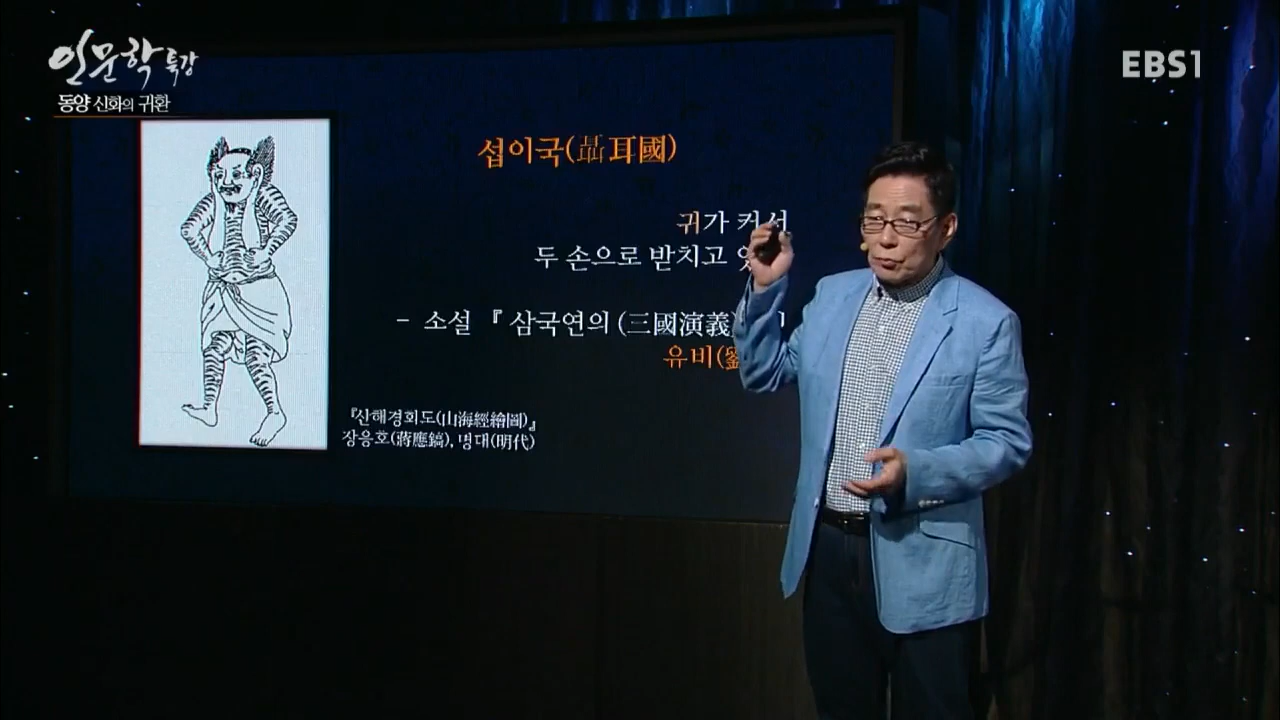 인문학 특강
동양 신화의 귀환
EBS1
섭이국(聶耳國)
귀가 커서
두 손으로 받치고
- 소설 『삼국연의(三國演義)
유비(劉
『산해경회도(山海經繪圖)』
장응호(蔣應鎬), 명대(明代)